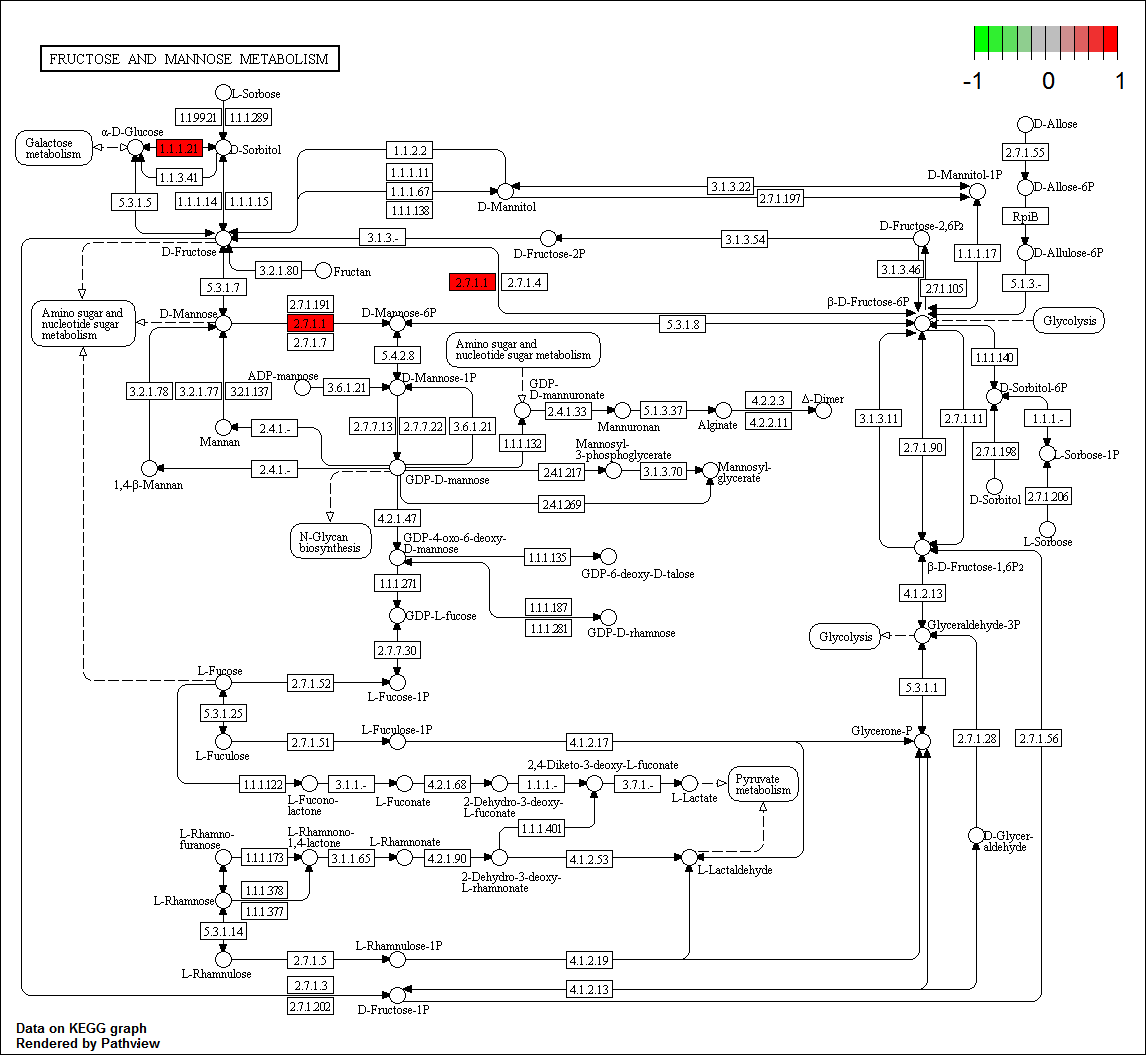 FRUCTOSE AND MANNOSE METABOLISM
-1
0
1
L-Sorbose
1.1.99.21
1.1.1.289
α-D-Glucose
Galactose
metabolism
1.1.1.21
D-Sorbitol
1.1.3.41
5.3.1.5
1.1.1.14
1.1.1.15
1.1.2.2
1.1.1.11
1.1.1.67
1.1.1.138
D-Mannitol
3.1.3.22
2.7.1.197
D-Mannitol-1P
D-Allose
2.7.1.55
D-Allose-6P
RpiB
D-Allulose-6P
5.1.3.-
D-Fructose
3.1.3.-
D-Fructose-2P
3.1.3.54
D-Fructose-2,6P2
1.1.1.17
3.1.3.46
2.7.1.105
3.2.1.80
Fructan
5.3.1.7
2.7.1.1
2.7.1.4
β-D-Fructose-6P
Amino sugar and
nucleotide sugar
metabolism
D-Mannose
2.7.1.191
2.7.1.1
2.7.1.7
D-Mannose-6P
5.3.1.8
Glycolysis
5.4.2.8
Amino sugar and
nucleotide sugar metabolism
1.1.1.140
ADP-mannose
3.6.1.21
D-Mannose-1P
GDP-
D-mannuronate
D-Sorbitol-6P
3.2.1.78
3.2.1.77
3.2.1.137
2.4.1.33
Mannuronan
5.1.3.37
Alginate
4.2.2.3
4.2.2.11
Δ-Dimer
3.1.3.11
2.7.1.11
1.1.1.-
Mannan
2.4.1.-
2.7.7.13
2.7.7.22
3.6.1.21
1.1.1.132
Mannosyl-
3-phosphoglycerate
2.7.1.90
2.7.1.198
L-Sorbose-1P
1,4-β-Mannan
2.4.1.-
GDP-D-mannose
2.4.1.217
3.1.3.70
Mannosyl-
glycerate
D-Sorbitol
2.7.1.206
2.4.1.269
4.2.1.47
N-Glycan
biosynthesis
GDP-4-oxo-6-deoxy-
D-mannose
L-Sorbose
1.1.1.135
GDP-6-deoxy-D-talose
β-D-Fructose-1,6P2
1.1.1.271
4.1.2.13
GDP-L-fucose
1.1.1.187
1.1.1.281
GDP-D-rhamnose
Glycolysis
Glyceraldehyde-3P
2.7.7.30
L-Fucose
2.7.1.52
L-Fucose-1P
5.3.1.1
5.3.1.25
L-Fuculose
2.7.1.51
L-Fuculose-1P
4.1.2.17
Glycerone-P
2.7.1.28
2.7.1.56
1.1.1.122
L-Fucono-
lactone
3.1.1.-
L-Fuconate
4.2.1.68
2-Dehydro-3-deoxy-
L-fuconate
1.1.1.-
2,4-Diketo-3-deoxy-L-fuconate
3.7.1.-
L-Lactate
Pyruvate
metabolism
1.1.1.401
L-Rhamno-
furanose
1.1.1.173
L-Rhamnono-
1,4-lactone
3.1.1.65
L-Rhamnonate
4.2.1.90
2-Dehydro-3-deoxy-
L-rhamnonate
4.1.2.53
L-Lactaldehyde
D-Glycer-
aldehyde
L-Rhamnose
1.1.1.378
1.1.1.377
5.3.1.14
L-Rhamnulose
2.7.1.5
L-Rhamnulose-1P
4.1.2.19
2.7.1.3
2.7.1.202
D-Fructose-1P
4.1.2.13
Data on KEGG graph
Rendered by Pathview